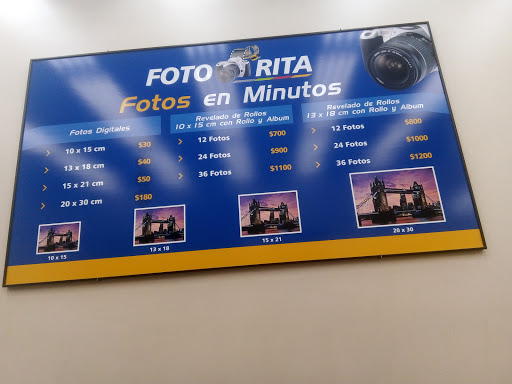 FOTO RITA
Fotos en Minutos
Fotos Digitales
10 x 15 cm $30
13 x 18 cm $40
15 x 21 cm $50
20 x 30 cm $180
Revelado de Rollos
10 x 15 cm con Rollo y Album
12 Fotos $700
24 Fotos $900
36 Fotos $1100
Revelado de Rollos
13 x 18 cm con Rollo y Album
12 Fotos $800
24 Fotos $1000
36 Fotos $1200
10 x 15
13 x 18
15 x 21
20 x 30